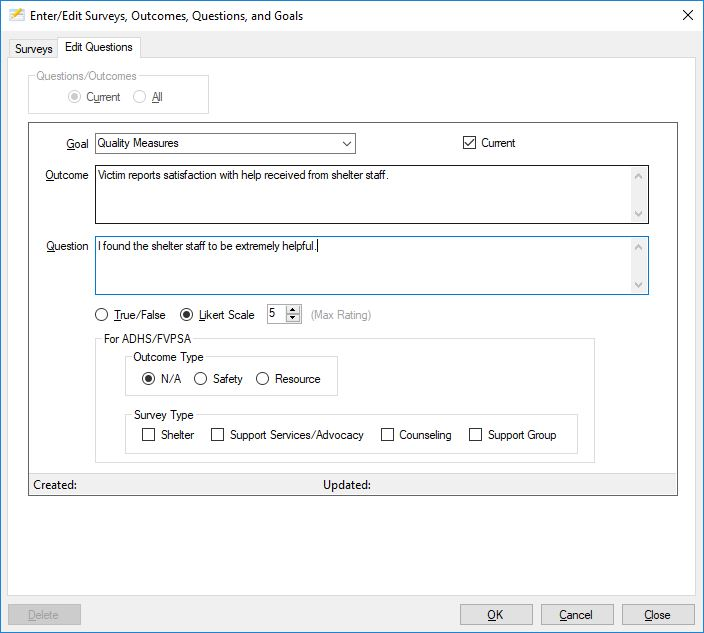 Enter/Edit Surveys, Outcomes, Questions, and Goals
Surveys Edit Questions
Questions/Outcomes
Current All
Goal Quality Measures Current
Outcome Victim reports satisfaction with help received from shelter staff.
Question I found the shelter staff to be extremely helpful.
True/False Likert Scale 5 (Max Rating)
For ADHS/FVPSA
Outcome Type
N/A Safety Resource
Survey Type
Shelter Support Services/Advocacy Counseling Support Group
Created: Updated:
Delete OK Cancel Close